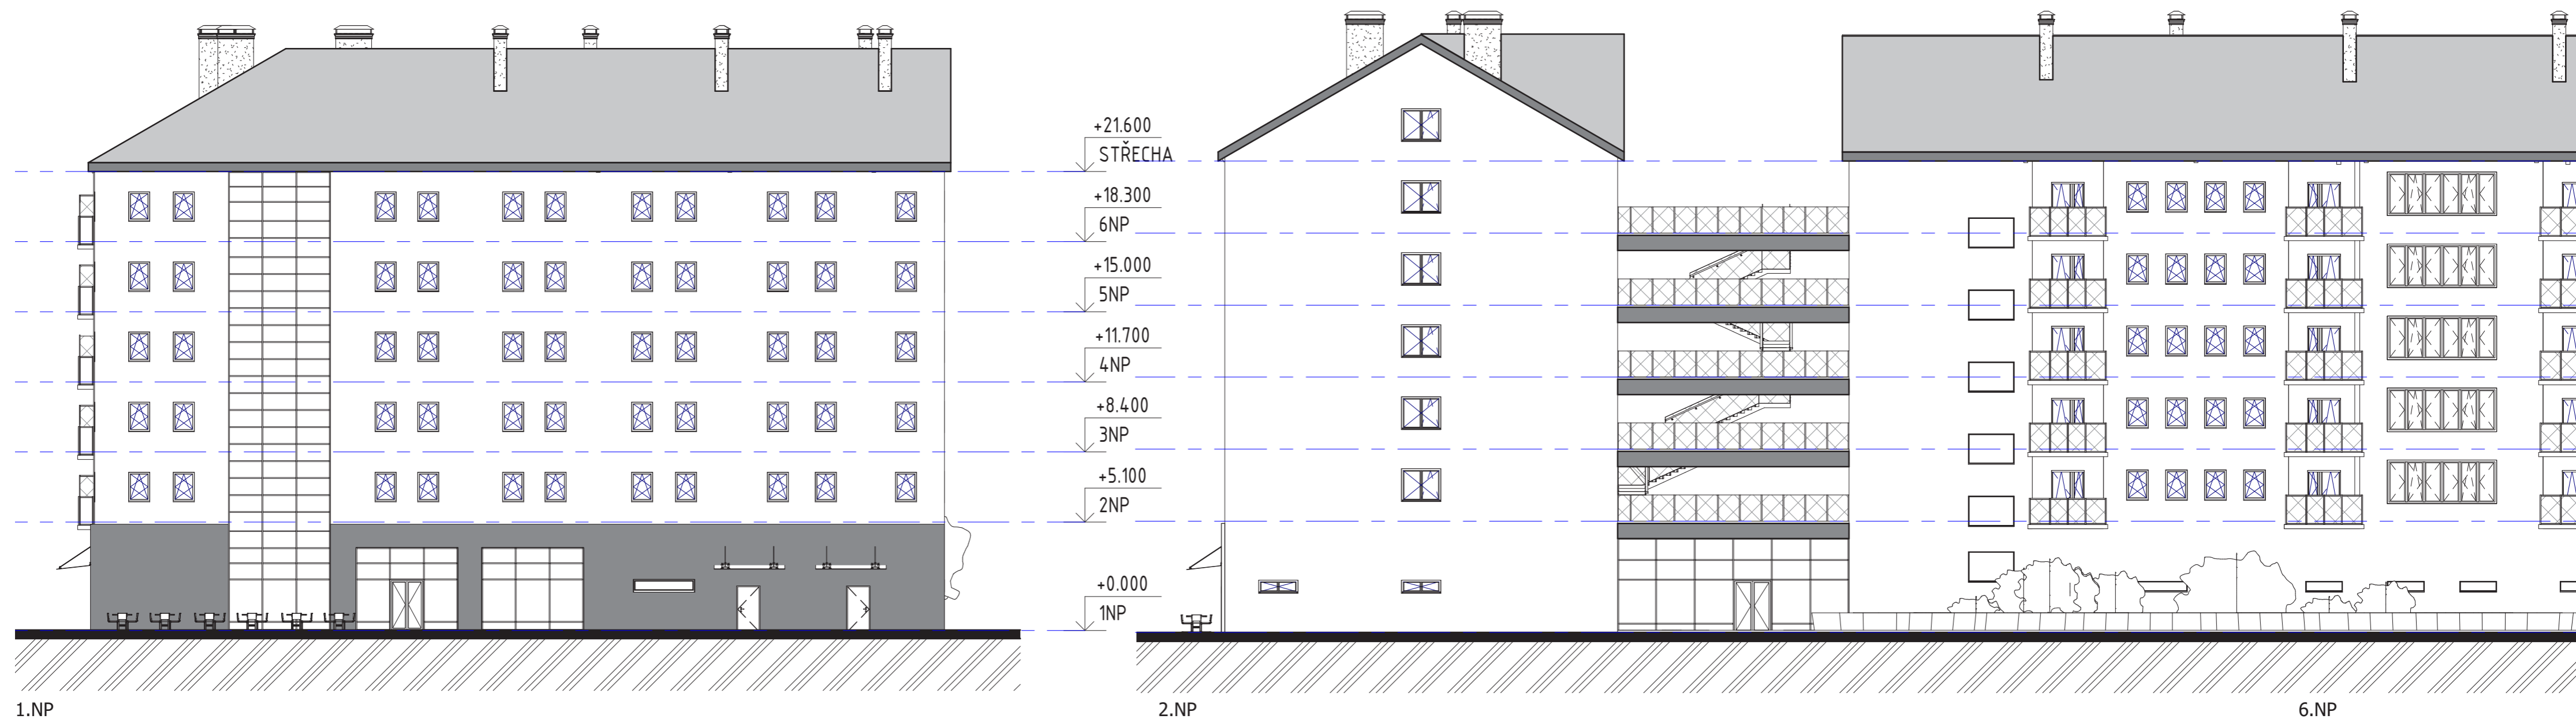 +21.600
STŘECHA
+18.300
6NP
+15.000
5NP
+11.700
4NP
+8.400
3NP
+5.100
2NP
+0.000
1NP
1.NP
2.NP
6.NP